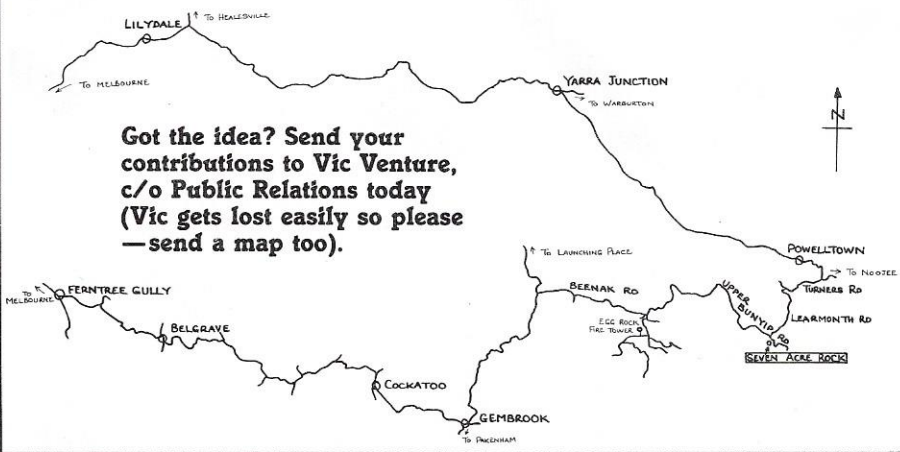 LILYDALE
To HEALESVILLE
To MELBOURNE
YARRA JUNCTION
To WARBURTON
N
Got the idea? Send your
contributions to Vic Venture,
c/o Public Relations today
(Vic gets lost easily so please
—send a map too).
POWELLTOWN
To NOOJEE
TURNERS RD
LEARMONTH RD
To LAUNCHING PLACE
BEENAK RD
UPPER
BUNYIP RD
EGG ROCK
FIRE TOWER
SEVEN ACRE ROCK
To
MELBOURNE
FERNTREE GULLY
BELGRAVE
COCKATOO
GEMBROOK
To PAKENHAM